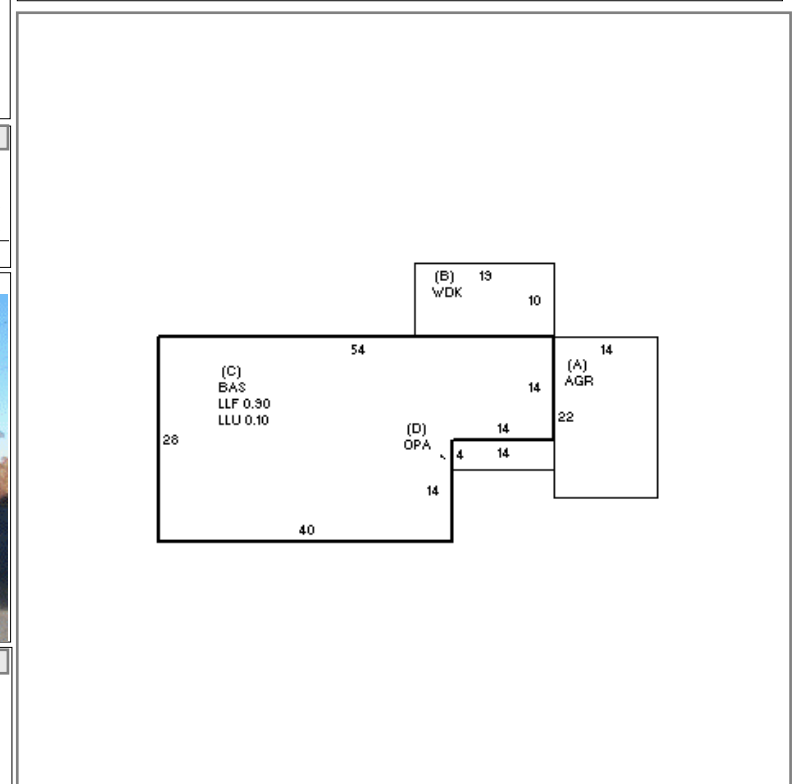 (B) 19
WDK
10
54
14
(C)
BAS
LLF 0.90
LLU 0.10
(A)
AGR
14
22
28
(D)
OPA
14
4 14
14
40